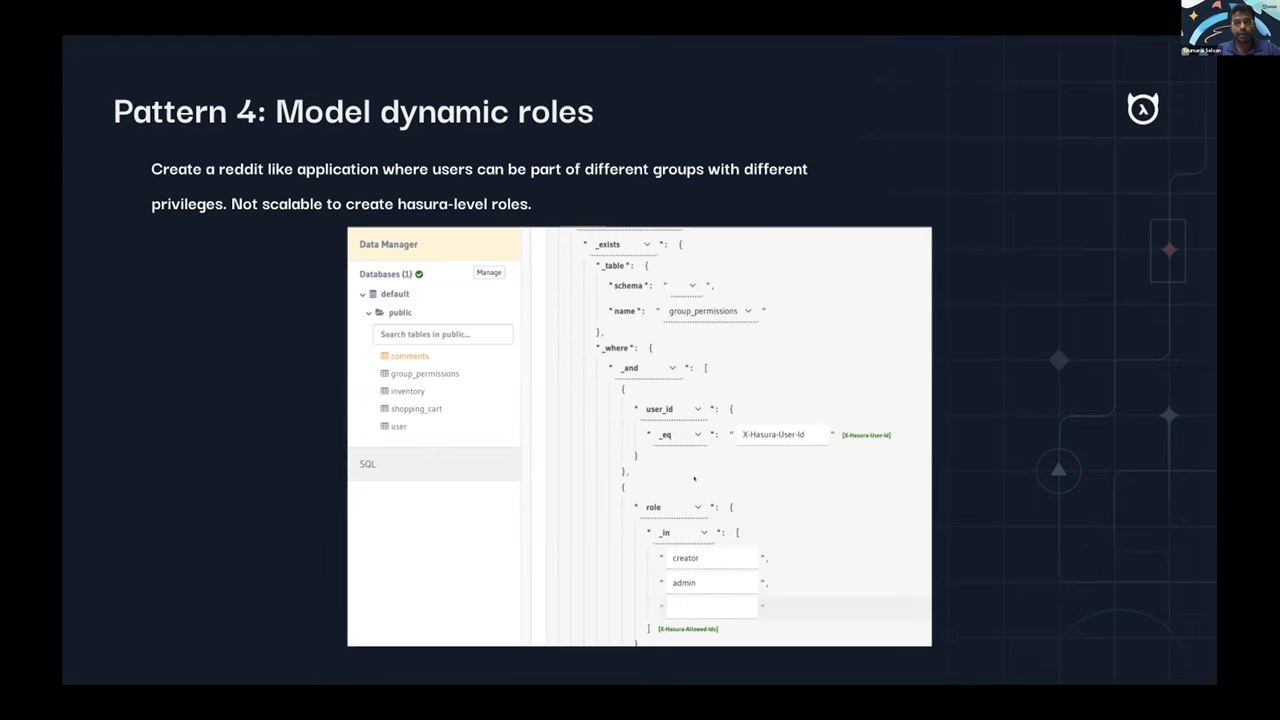 Tirumarai Selvan
Pattern 4: Model dynamic roles
λ
Create a reddit like application where users can be part of different groups with different
privileges. Not scalable to create hasura-level roles.
Data Manager
Databases (1)
Manage
default
public
Search tables in public...
comments
group_permissions
inventory
shopping_cart
user
SQL
" _exists ": {
"_table": {
"schema : " ",
"name : " group_permissions "
},
"_where": {
" _and ": [
{
" user_id ": {
" _eq ": " X-Hasura-User-Id " [X-Hasura-User-Id]
}
},
{
" role ": {
" _in ": [
" creator ",
" admin ",
" "
] [X-Hasura-Allowed-Ids]
}